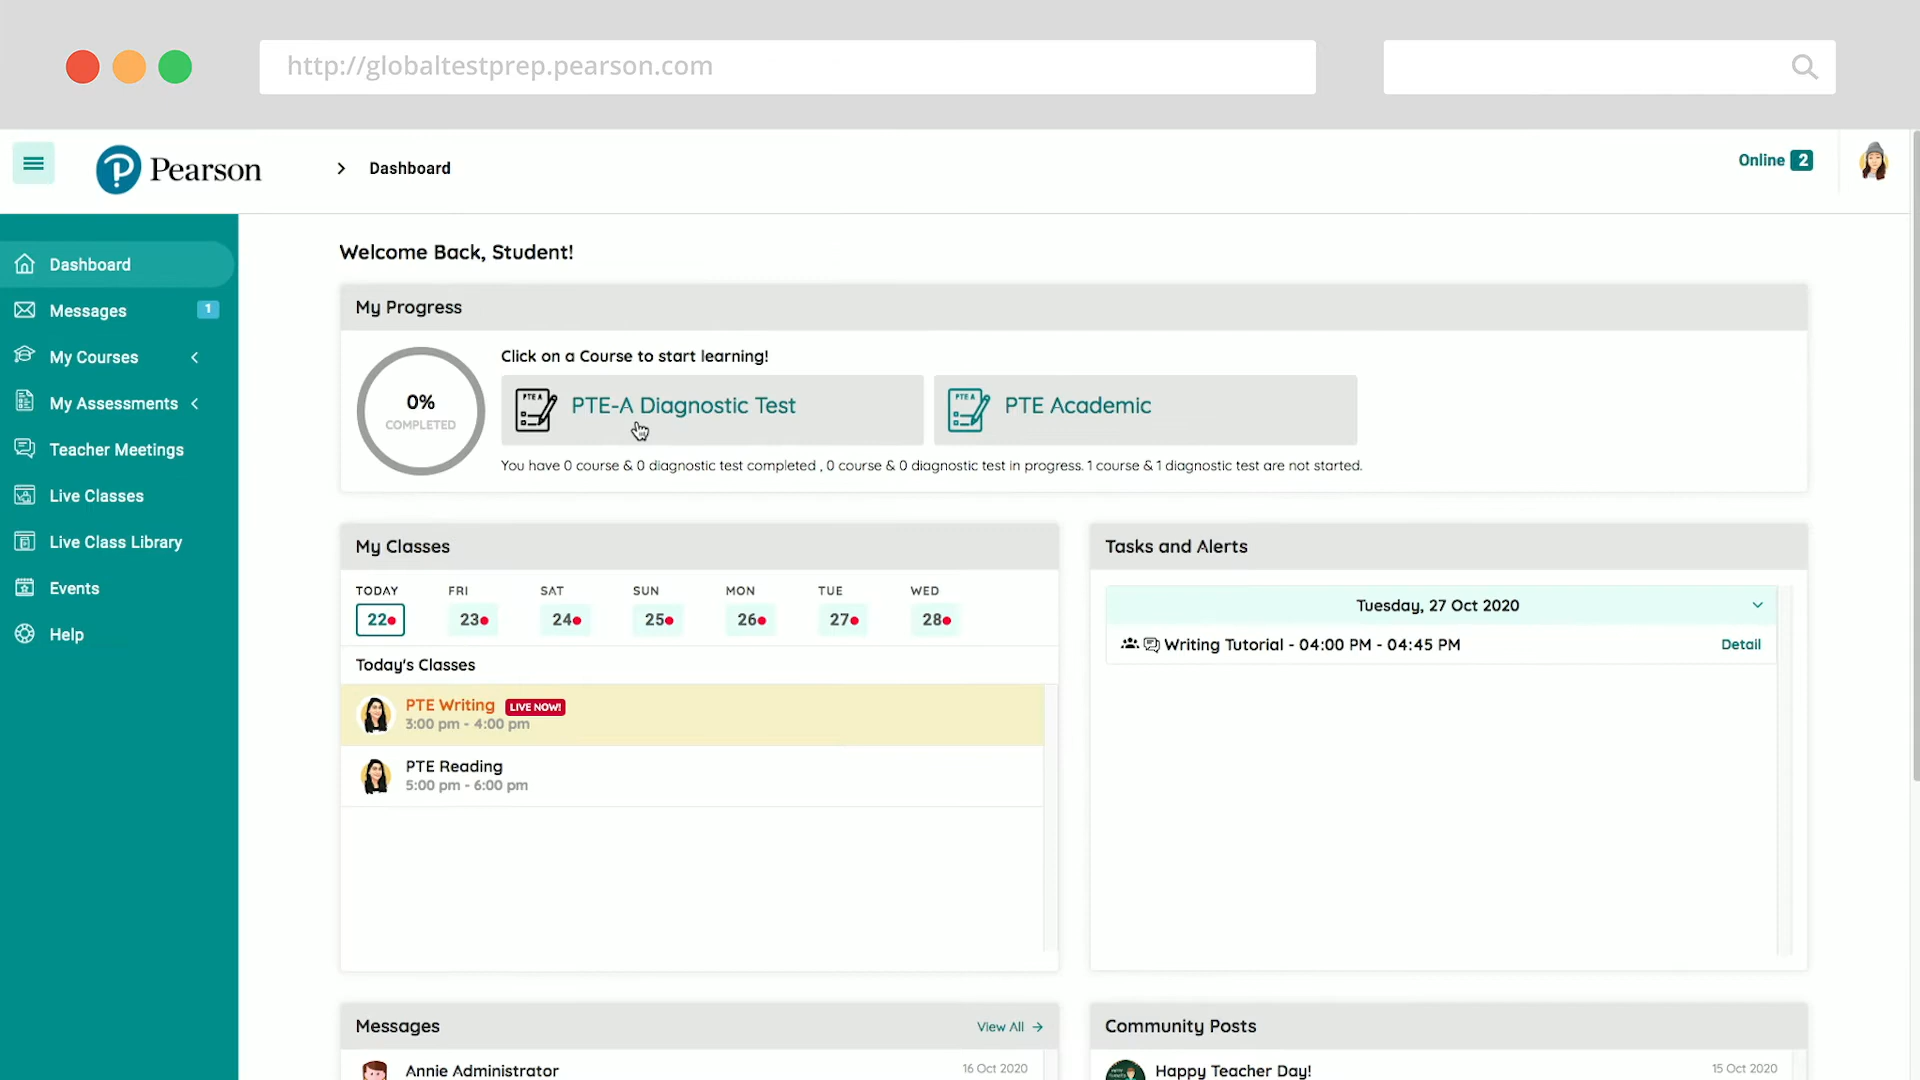 http://globaltestprep.pearson.com
Pearson
Dashboard
Online 2
Dashboard
Messages 1
My Courses
My Assessments
Teacher Meetings
Live Classes
Live Class Library
Events
Help
Welcome Back, Student!
My Progress
0%
COMPLETED
Click on a Course to start learning!
PTE A
PTE-A Diagnostic Test
PTE A
PTE Academic
You have 0 course & 0 diagnostic test completed , 0 course & 0 diagnostic test in progress. 1 course & 1 diagnostic test are not started.
My Classes
TODAY FRI SAT SUN MON TUE WED
22 23 24 25 26 27 28
Today's Classes
PTE Writing LIVE NOW!
3:00 pm - 4:00 pm
PTE Reading
5:00 pm - 6:00 pm
Tasks and Alerts
Tuesday, 27 Oct 2020
Writing Tutorial - 04:00 PM - 04:45 PM Detail
Messages View All
Annie Administrator 16 Oct 2020
Community Posts
Happy Teacher Day! 15 Oct 2020